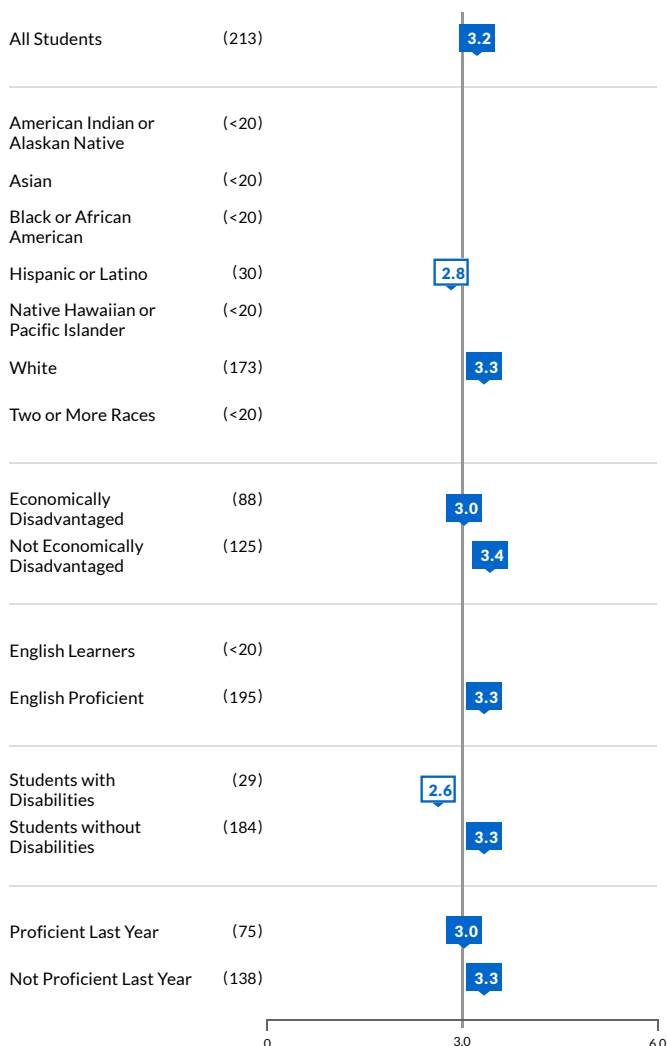 All Students (213) 3.2
American Indian or (<20)
Alaskan Native
Asian (<20)
Black or African (<20)
American
Hispanic or Latino (30) 2.8
Native Hawaiian or (<20)
Pacific Islander
White (173) 3.3
Two or More Races (<20)
Economically (88) 3.0
Disadvantaged
Not Economically (125) 3.4
Disadvantaged
English Learners (<20)
English Proficient (195) 3.3
Students with (29) 2.6
Disabilities
Students without (184) 3.3
Disabilities
Proficient Last Year (75) 3.0
Not Proficient Last Year (138) 3.3
0 3.0 6.0